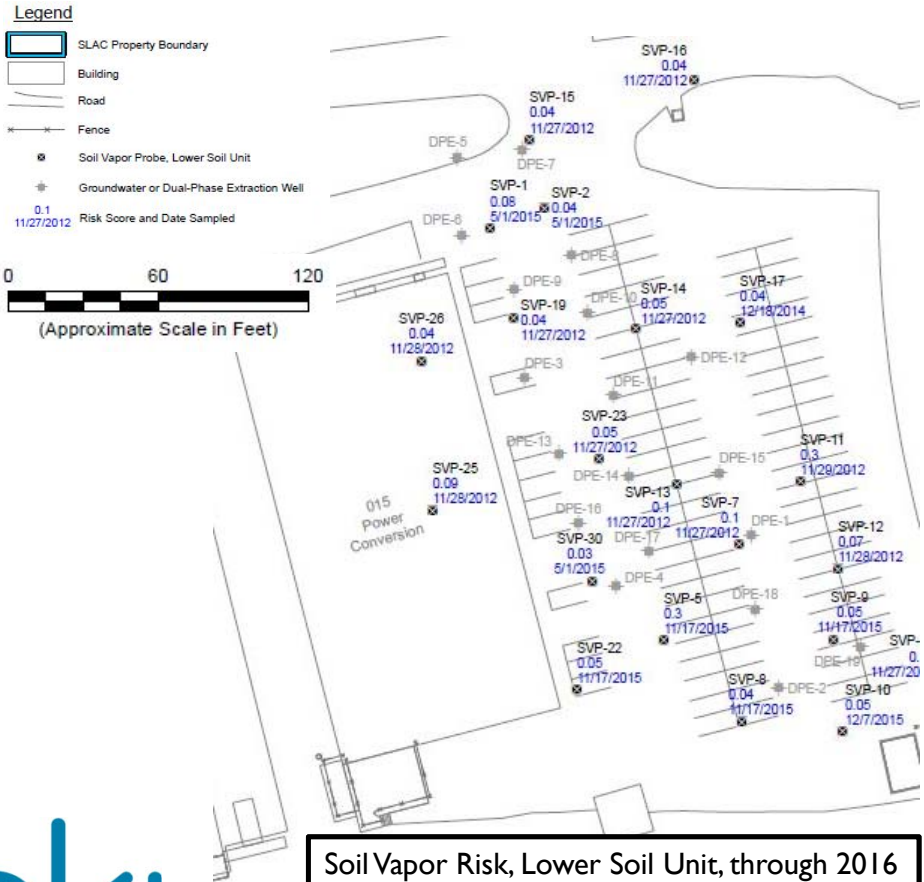 Legend
SLAC Property Boundary
Building
Road
Fence
Soil Vapor Probe, Lower Soil Unit
Groundwater or Dual-Phase Extraction Well
0.1
11/27/2012
Risk Score and Date Sampled
0 60 120
(Approximate Scale in Feet)
SVP-16
0.04
11/27/2012
SVP-15
0.04
11/27/2012
DPE-5
DPE-7
SVP-1
0.08
5/1/2015
SVP-2
0.04
5/1/2015
DPE-6
DPE-8
DPE-9
SVP-19
0.04
11/27/2012
DPE-10
SVP-14
0.05
11/27/2012
SVP-17
0.04
12/18/2014
SVP-26
0.04
11/28/2012
DPE-12
DPE-3
DPE-11
SVP-23
0.05
11/27/2012
DPE-13
SVP-11
0.3
11/29/2012
SVP-25
0.09
11/28/2012
DPE-14
DPE-15
SVP-13
0.1
11/27/2012
SVP-7
0.1
11/27/2012
015
Power
Conversion
DPE-16
DPE-1
SVP-30
0.03
5/1/2015
DPE-17
SVP-12
0.07
11/28/2012
DPE-4
DPE-18
SVP-5
0.3
11/17/2015
SVP-9
0.05
11/17/2015
SVP-
0.
11/27/20
DPE-19
SVP-22
0.05
11/17/2015
SVP-8
0.04
11/17/2015
DPE-2
SVP-10
0.05
12/7/2015
Soil Vapor Risk, Lower Soil Unit, through 2016